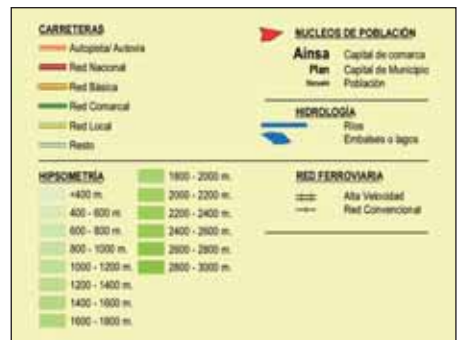 CARRETERAS
Autopista/ Autovía
Red Nacional
Red Básica
Red Comarcal
Red Local
Resto
HIPSOMETRÍA
<400 m.
400 - 600 m.
600 - 800 m.
800 - 1000 m.
1000 - 1200 m.
1200 - 1400 m.
1400 - 1600 m.
1600 - 1800 m.
1800 - 2000 m.
2000 - 2200 m.
2200 - 2400 m.
2400 - 2600 m.
2600 - 2800 m.
2800 - 3000 m.
NUCLEOS DE POBLACIÓN
Ainsa Capital de comarca
Plan Capital de Municipio
Población
HIDROLOGÍA
Ríos
Embalses o lagos
RED FERROVIARIA
Alta Velocidad
Red Convencional